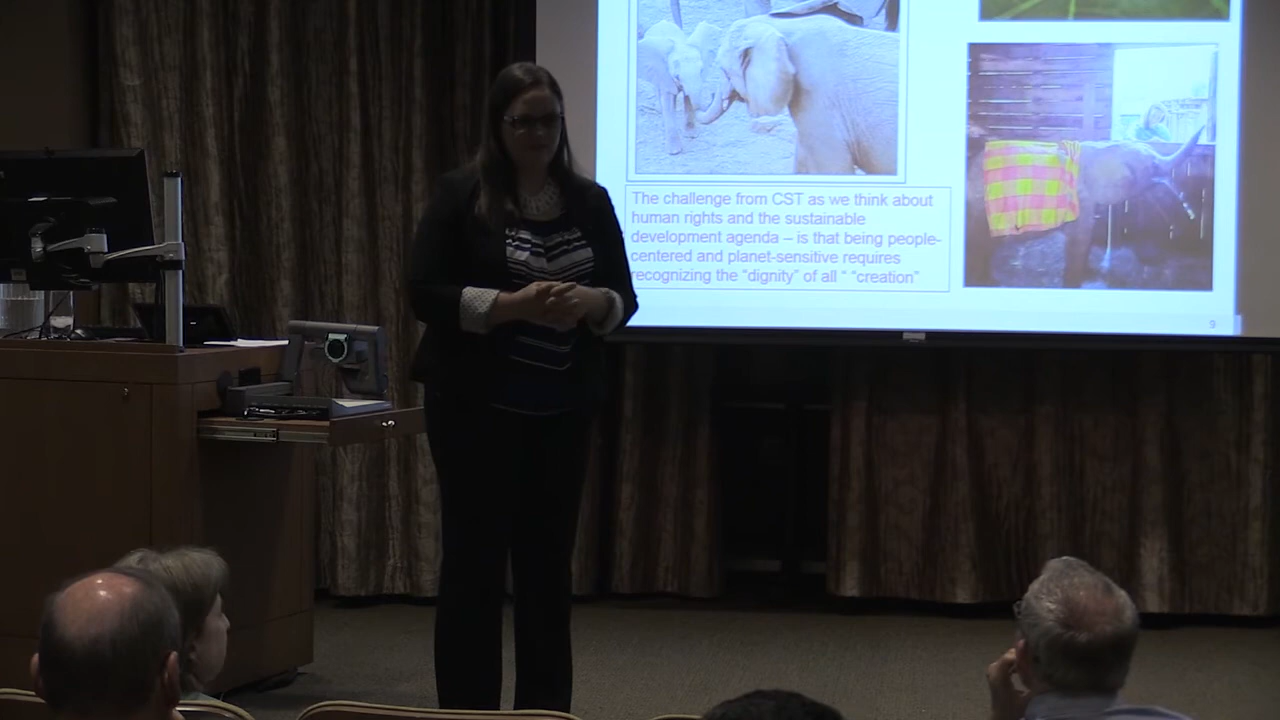 The challenge from CST as we think about
human rights and the sustainable
development agenda – is that being people-
centered and planet-sensitive requires
recognizing the “dignity” of all “ “creation”
9